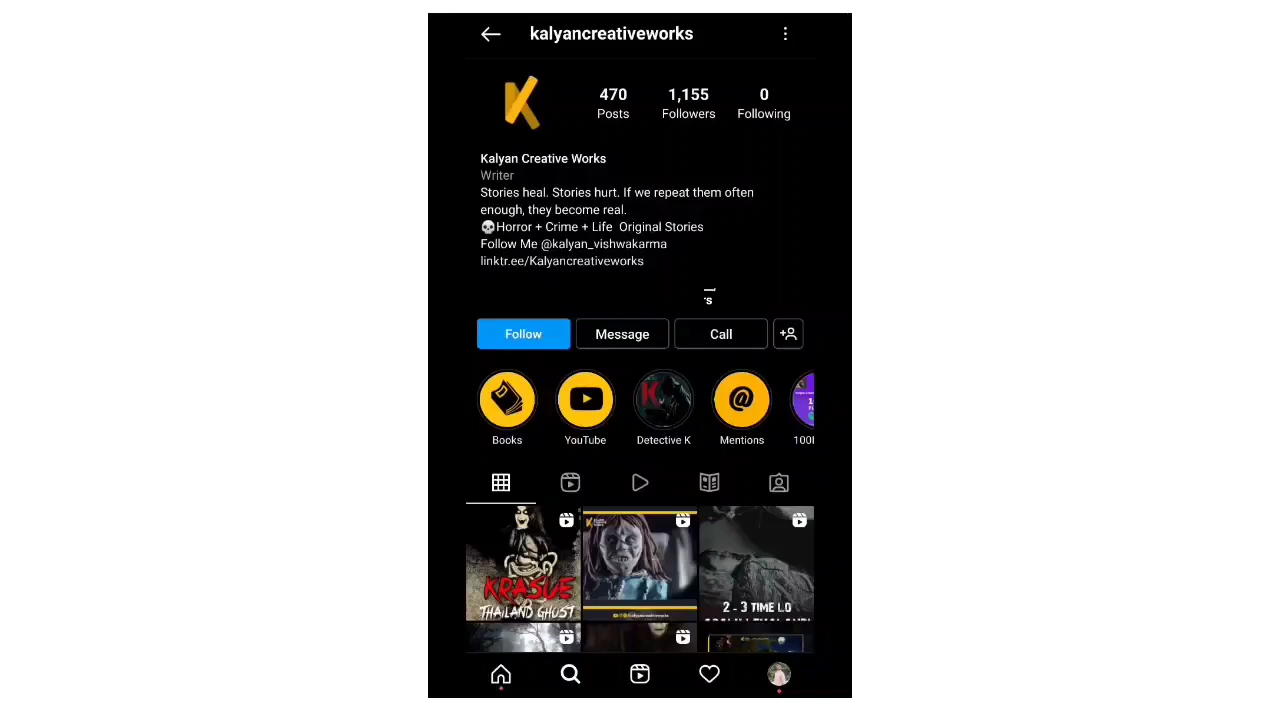 kalyancreativeworks
470 1,155 0
Posts Followers Following
Kalyan Creative Works
Writer
Stories heal. Stories hurt. If we repeat them often
enough, they become real.
💀Horror + Crime + Life Original Stories
Follow Me @kalyan_vishwakarma
linktr.ee/Kalyancreativeworks
Follow Message Call
Books YouTube Detective K Mentions
KRASUE
THAILAND GHOST
2 - 3 TIME LO